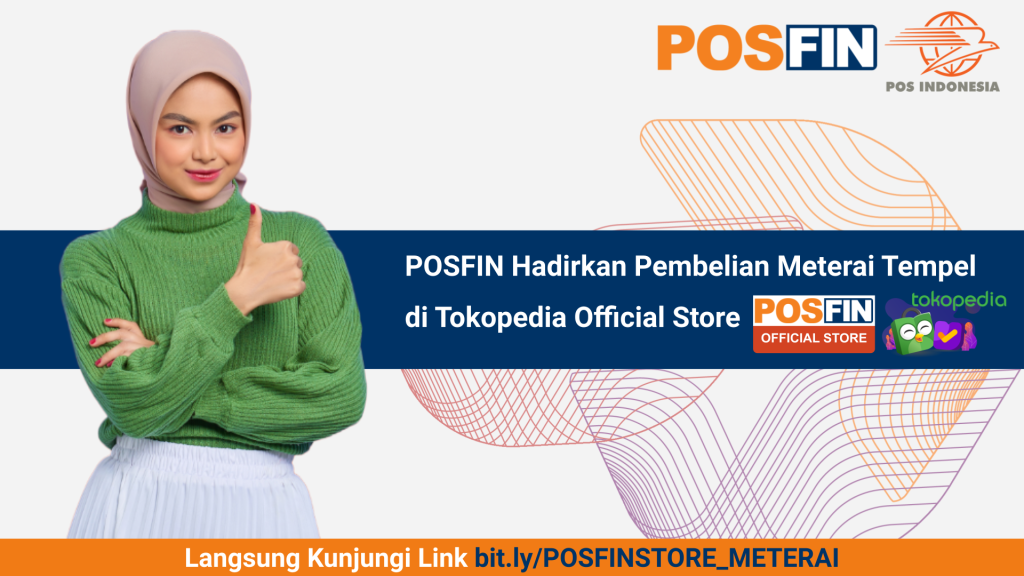 POSFIN
POS INDONESIA
POSFIN Hadirkan Pembelian Meterai Tempel
di Tokopedia Official Store
POSFIN
OFFICIAL STORE
tokopedia
Langsung Kunjungi Link bit.ly/POSFINSTORE_METERAI